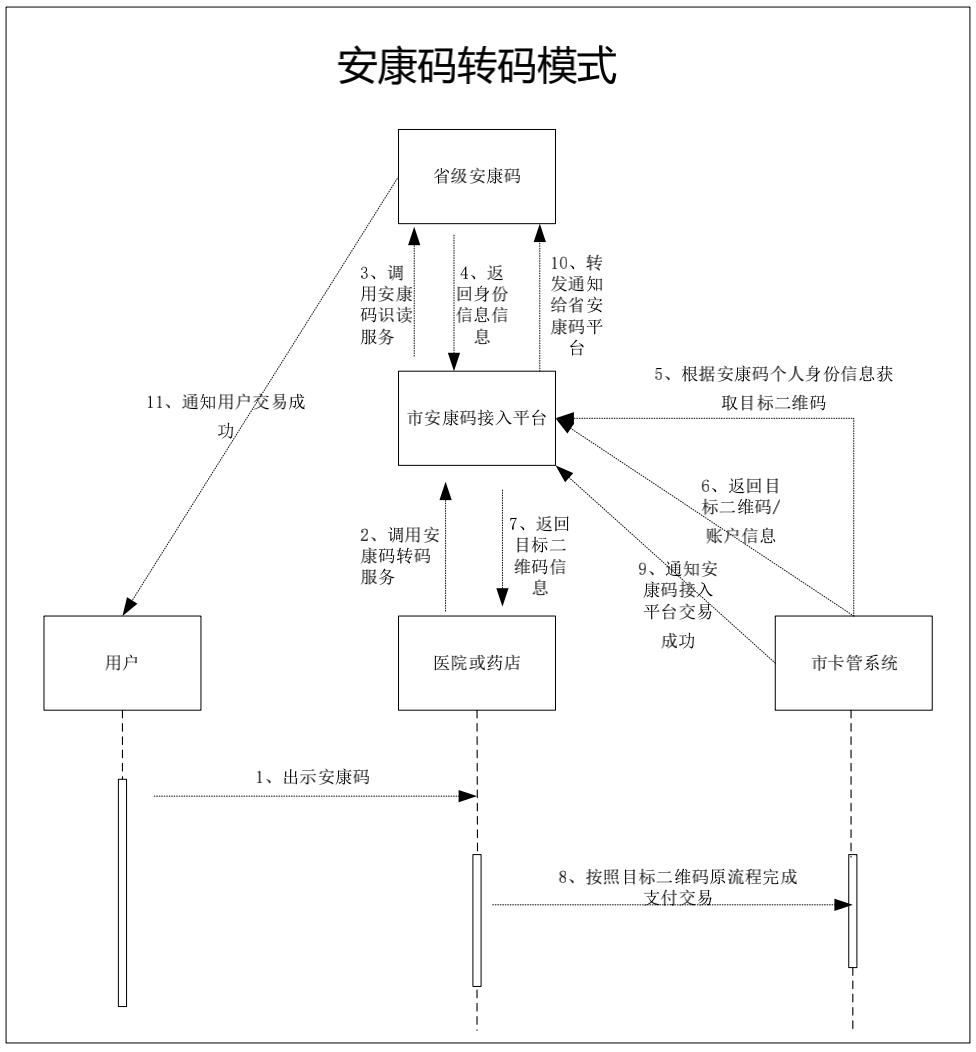 安康码转码模式
省级安康码
3、调
用安康
码识读
服务
4、返
回身份
信息信
息
10、转
发通知
给省安
康码平
台
11、通知用户交易成
功
市安康码接入平台
5、根据安康码个人身份信息获
取目标二维码
6、返回目
标二维码/
账户信息
2、调用安
康码转码
服务
7、返回
目标二
维码信
息
9、通知安
康码接入
平台交易
成功
用户
医院或药店
市卡管系统
1、出示安康码
8、按照目标二维码原流程完成
支付交易